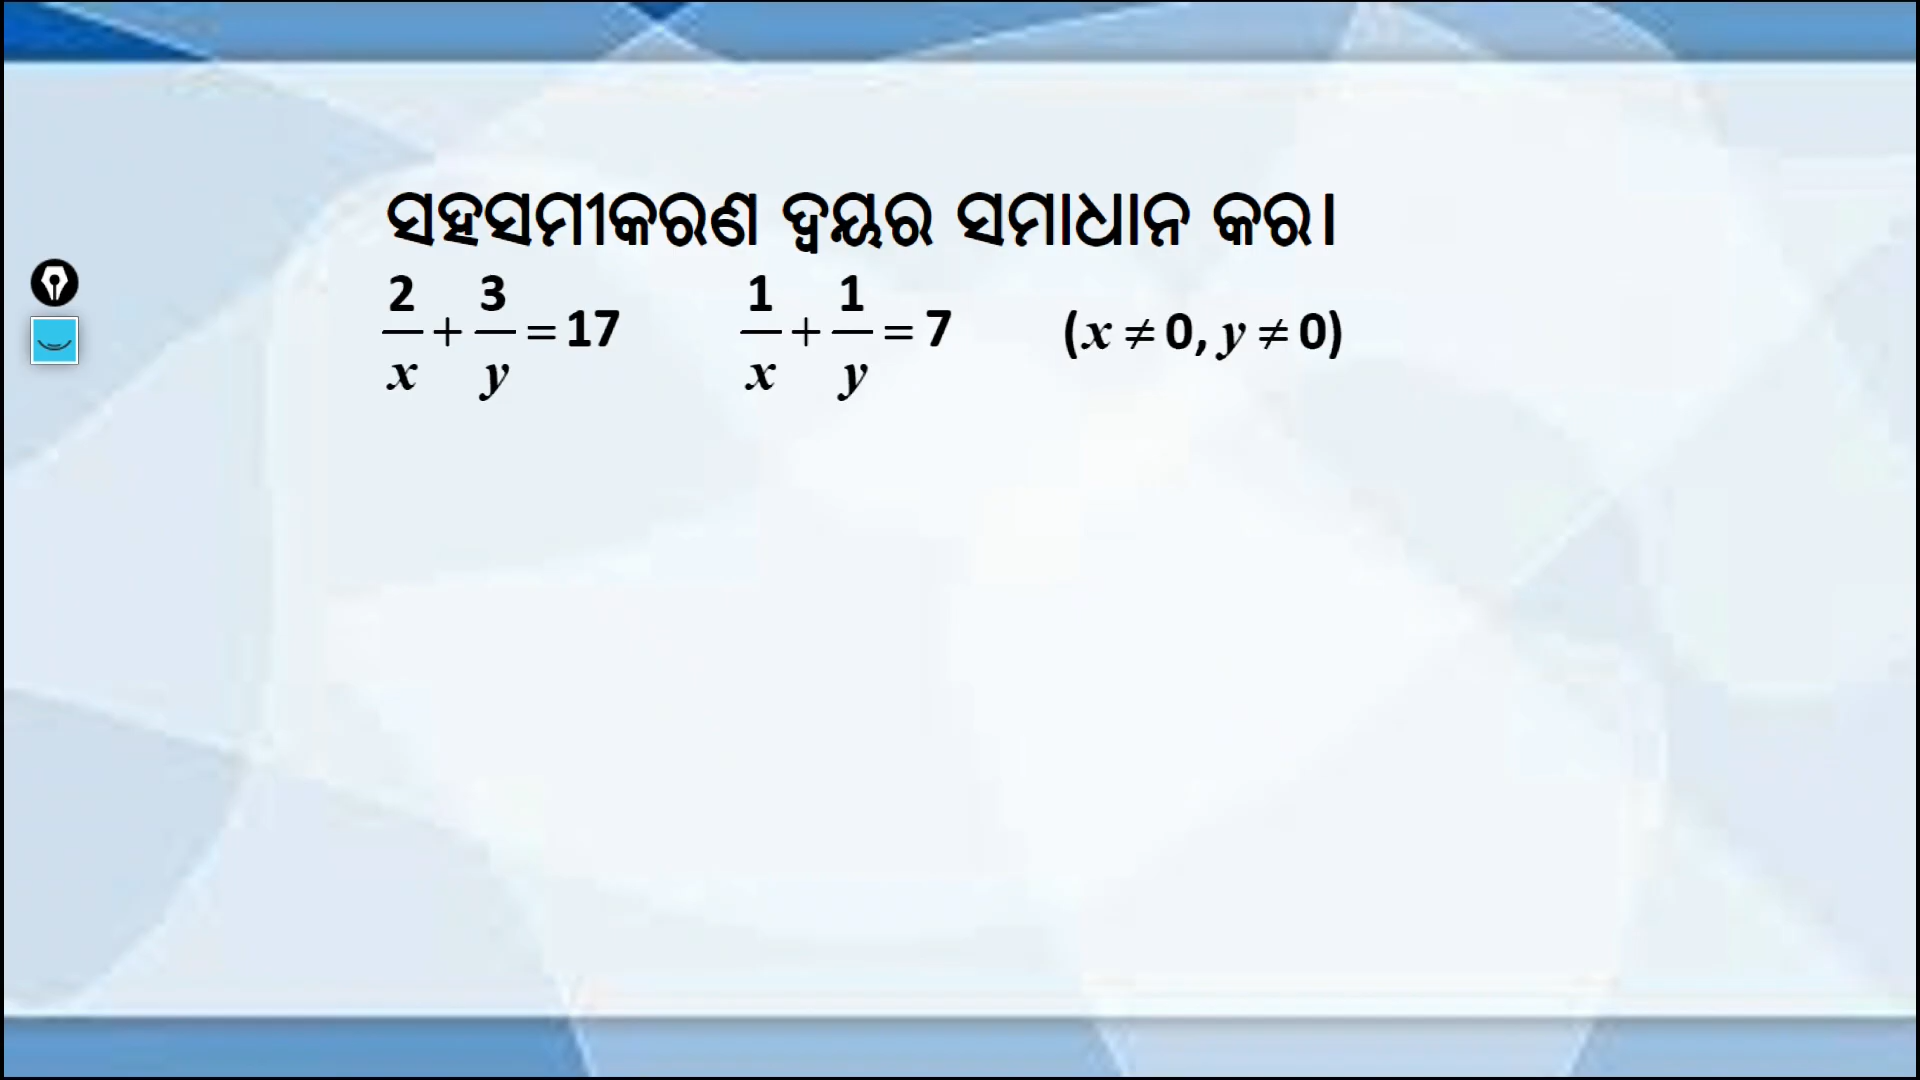 ସହସମୀକରଣ ଦ୍ୱୟର ସମାଧାନ କର।
2/x + 3/y = 17    1/x + 1/y = 7    (x ≠ 0, y ≠ 0)